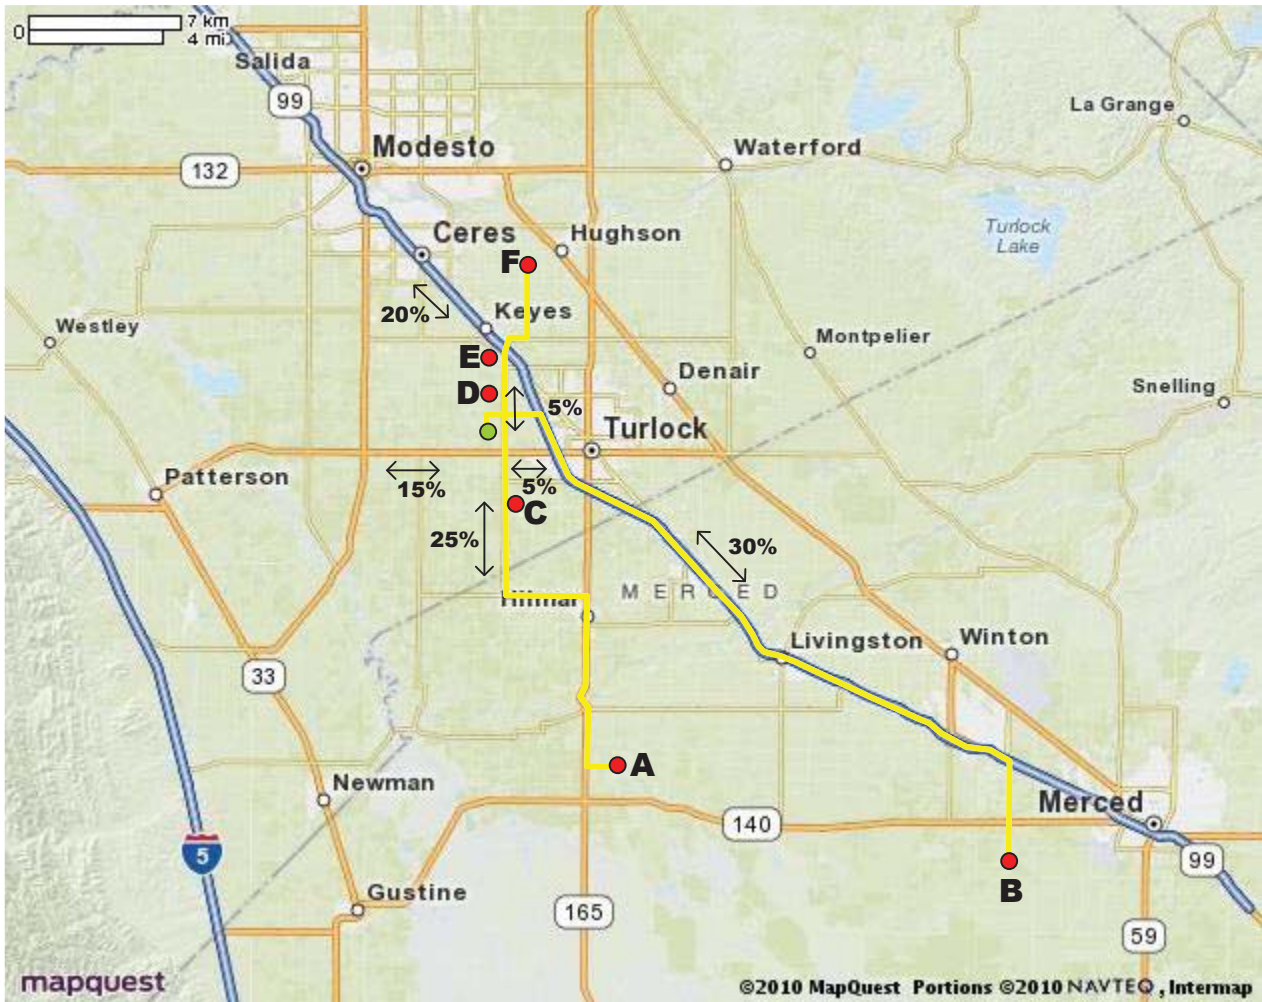 0
7 km
4 mi
Salida
99
La Grange
Modesto
Waterford
132
Turlock
Lake
Ceres
Hughson
F
20%
Keyes
Westley
Montpelier
E
Denair
Snelling
D
5%
Turlock
Patterson
15%
5%
C
25%
30%
MERCED
Hilmar
Livingston
Winton
33
A
Newman
Merced
140
5
99
B
Gustine
165
59
mapquest
©2010 MapQuest Portions ©2010 NAVTEQ, Intermap